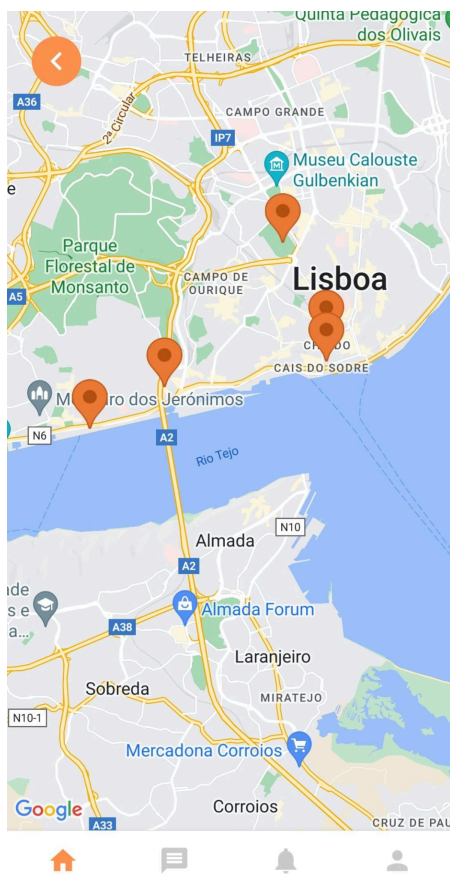 Quinta Pedagógica
dos Olivais
TELHEIRAS
A36
2ª Circular
CAMPO GRANDE
IP7
Museu Calouste
Gulbenkian
e
Parque
Florestal de
Monsanto
CAMPO DE
OURIQUE
Lisboa
A5
CAIS DO SODRE
dos Jerónimos
N6
A2
Rio Tejo
N10
Almada
A2
ade
s e
a...
Almada Forum
A38
Laranjeiro
Sobreda
MIRATEJO
N10-1
Mercadona Corroios
Google
Corroios
A33
CRUZ DE PAU